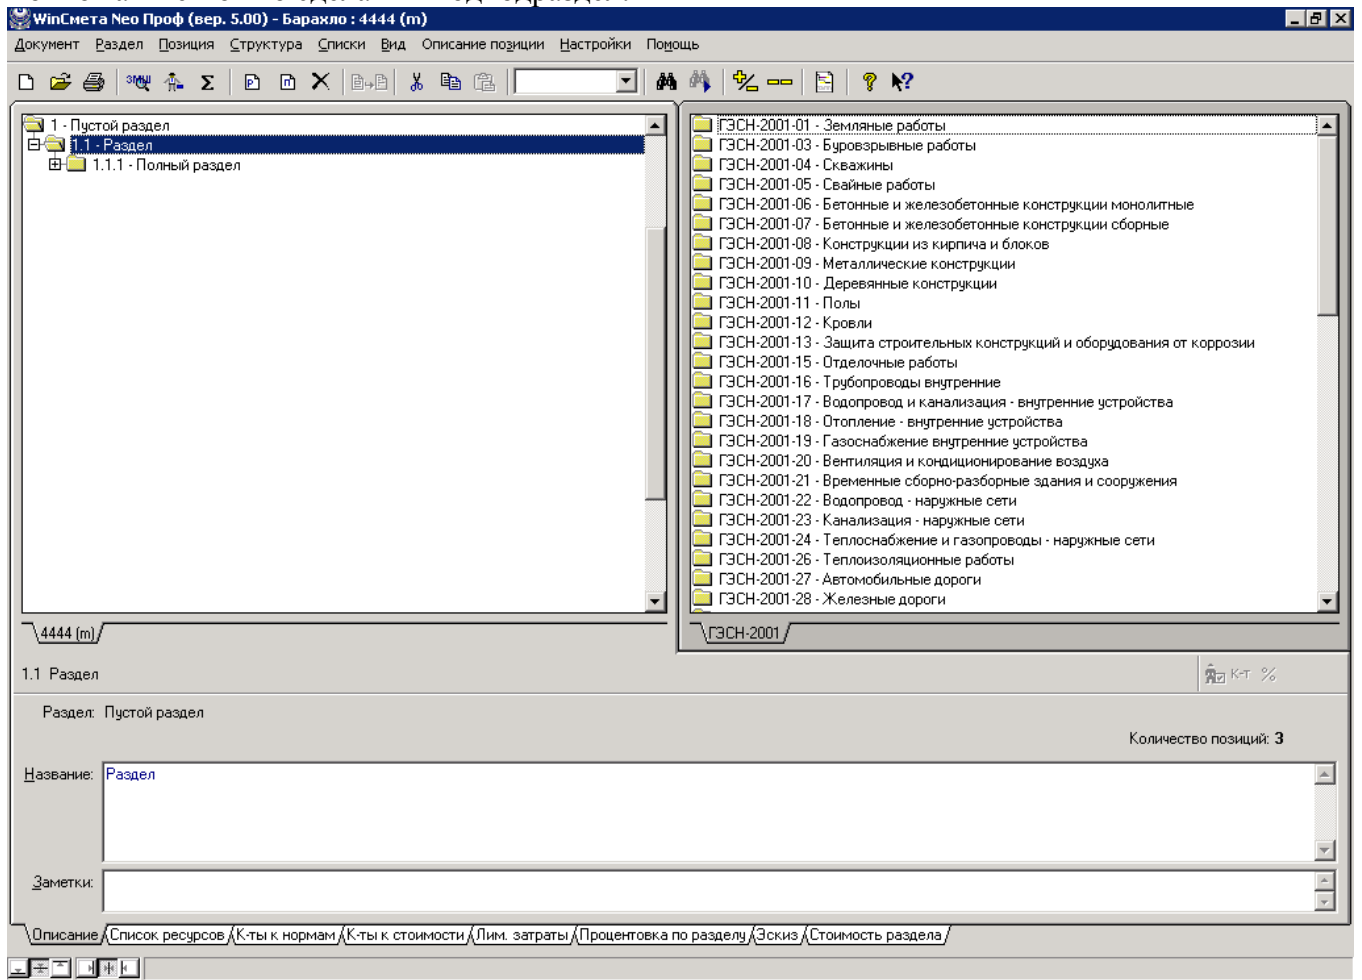 WinСмета Neo Проф (вер. 5.00) - Барахло : 4444 (m)
Документ Раздел Позиция Структура Списки Вид Описание позиции Настройки Помощь
1 - Пустой раздел
1.1 - Раздел
1.1.1 - Полный раздел
ГЭСН-2001-01 - Земляные работы
ГЭСН-2001-03 - Буровзрывные работы
ГЭСН-2001-04 - Скважины
ГЭСН-2001-05 - Свайные работы
ГЭСН-2001-06 - Бетонные и железобетонные конструкции монолитные
ГЭСН-2001-07 - Бетонные и железобетонные конструкции сборные
ГЭСН-2001-08 - Конструкции из кирпича и блоков
ГЭСН-2001-09 - Металлические конструкции
ГЭСН-2001-10 - Деревянные конструкции
ГЭСН-2001-11 - Полы
ГЭСН-2001-12 - Кровли
ГЭСН-2001-13 - Защита строительных конструкций и оборудования от коррозии
ГЭСН-2001-15 - Отделочные работы
ГЭСН-2001-16 - Трубопроводы внутренние
ГЭСН-2001-17 - Водопровод и канализация - внутренние устройства
ГЭСН-2001-18 - Отопление - внутренние устройства
ГЭСН-2001-19 - Газоснабжение внутренние устройства
ГЭСН-2001-20 - Вентиляция и кондиционирование воздуха
ГЭСН-2001-21 - Временные сборно-разборные здания и сооружения
ГЭСН-2001-22 - Водопровод - наружные сети
ГЭСН-2001-23 - Канализация - наружные сети
ГЭСН-2001-24 - Теплоснабжение и газопроводы - наружные сети
ГЭСН-2001-26 - Теплоизоляционные работы
ГЭСН-2001-27 - Автомобильные дороги
ГЭСН-2001-28 - Железные дороги
4444 (m)
ГЭСН-2001
1.1 Раздел
К-т %
Раздел: Пустой раздел
Количество позиций: 3
Название: Раздел
Заметки:
Описание Список ресурсов К-ты к нормам К-ты к стоимости Лим. затраты Процентовка по разделу Эскиз Стоимость раздела